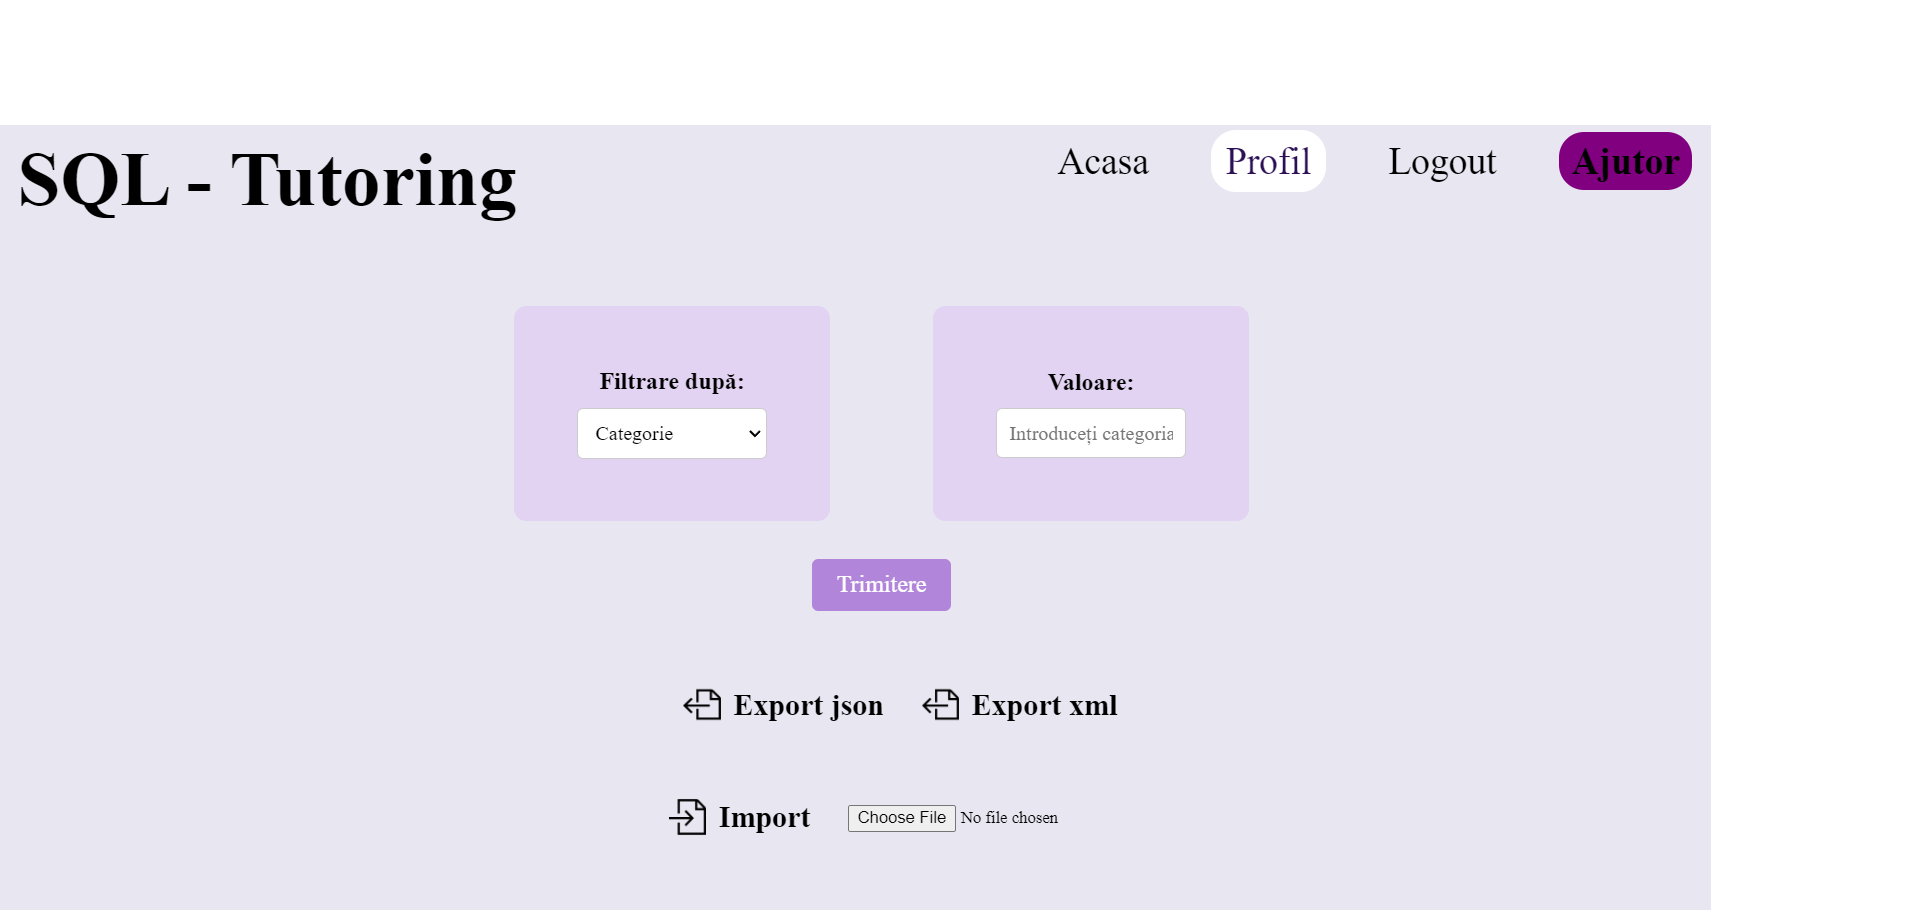 SQL - Tutoring
Acasa
Profil
Logout
Ajutor
Filtrare după:
Categorie
Valoare:
Introduceți categoria
Trimitere
Export json
Export xml
Import
Choose File No file chosen